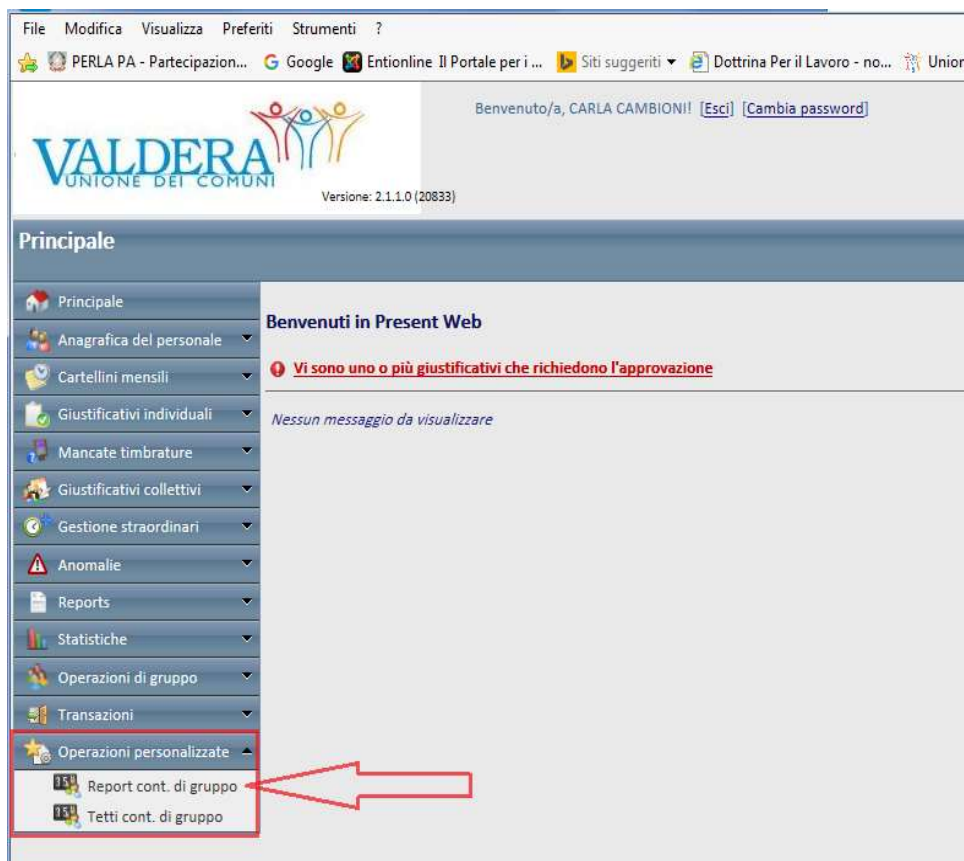 File Modifica Visualizza Preferiti Strumenti ?
PERLA PA - Partecipazion... Google Entionline Il Portale per i ... Siti suggeriti Dottrina Per il Lavoro - no... Union
Benvenuto/a, CARLA CAMBIONI! [Esci] [Cambia password]
VALDERA
UNIONE DEI COMUNI
Versione: 2.1.1.0 (20833)
Principale
Principale
Anagrafica del personale
Cartellini mensili
Giustificativi individuali
Mancate timbrature
Giustificativi collettivi
Gestione straordinari
Anomalie
Reports
Statistiche
Operazioni di gruppo
Transazioni
Operazioni personalizzate
Report cont. di gruppo
Tetti cont. di gruppo
Benvenuti in Present Web
Vi sono uno o più giustificativi che richiedono l'approvazione
Nessun messaggio da visualizzare